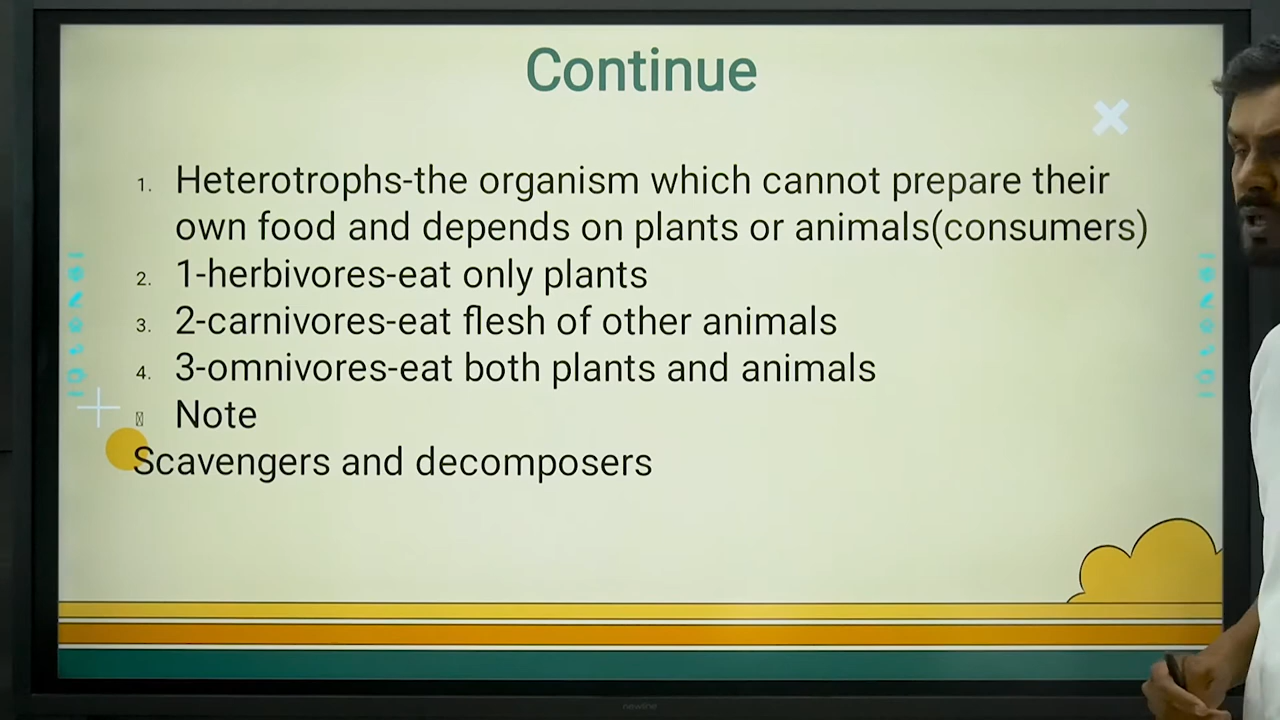 Continue
1. Heterotrophs-the organism which cannot prepare their
own food and depends on plants or animals(consumers)
2. 1-herbivores-eat only plants
3. 2-carnivores-eat flesh of other animals
4. 3-omnivores-eat both plants and animals
Note
Scavengers and decomposers
newline